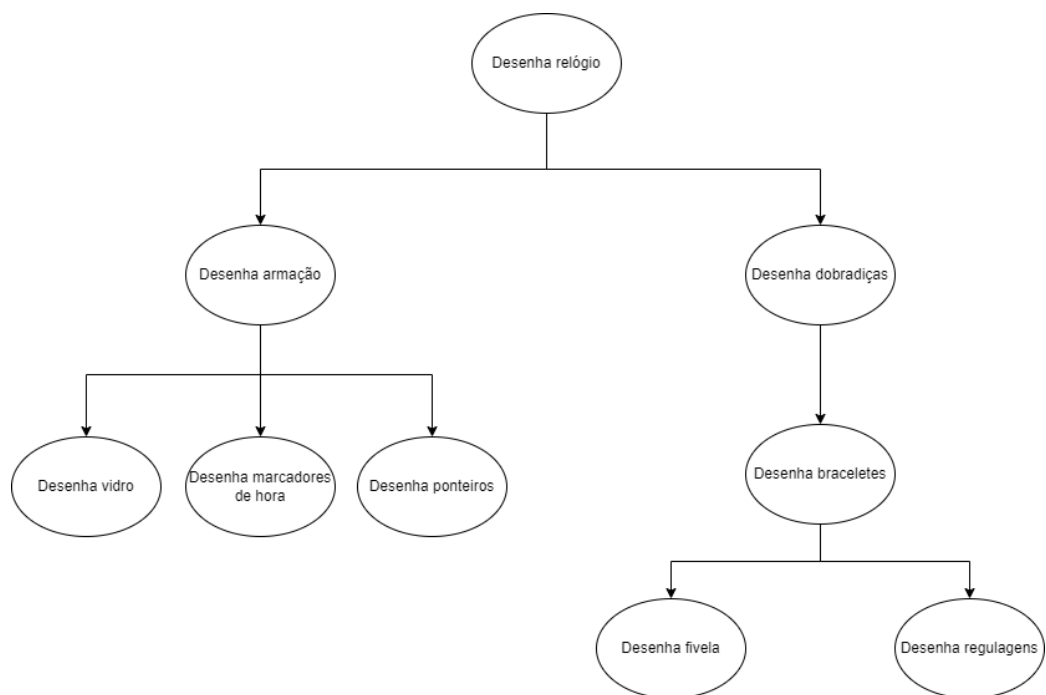 Desenha relógio
Desenha armação
Desenha dobradiças
Desenha vidro
Desenha marcadores
de hora
Desenha ponteiros
Desenha braceletes
Desenha fivela
Desenha regulagens